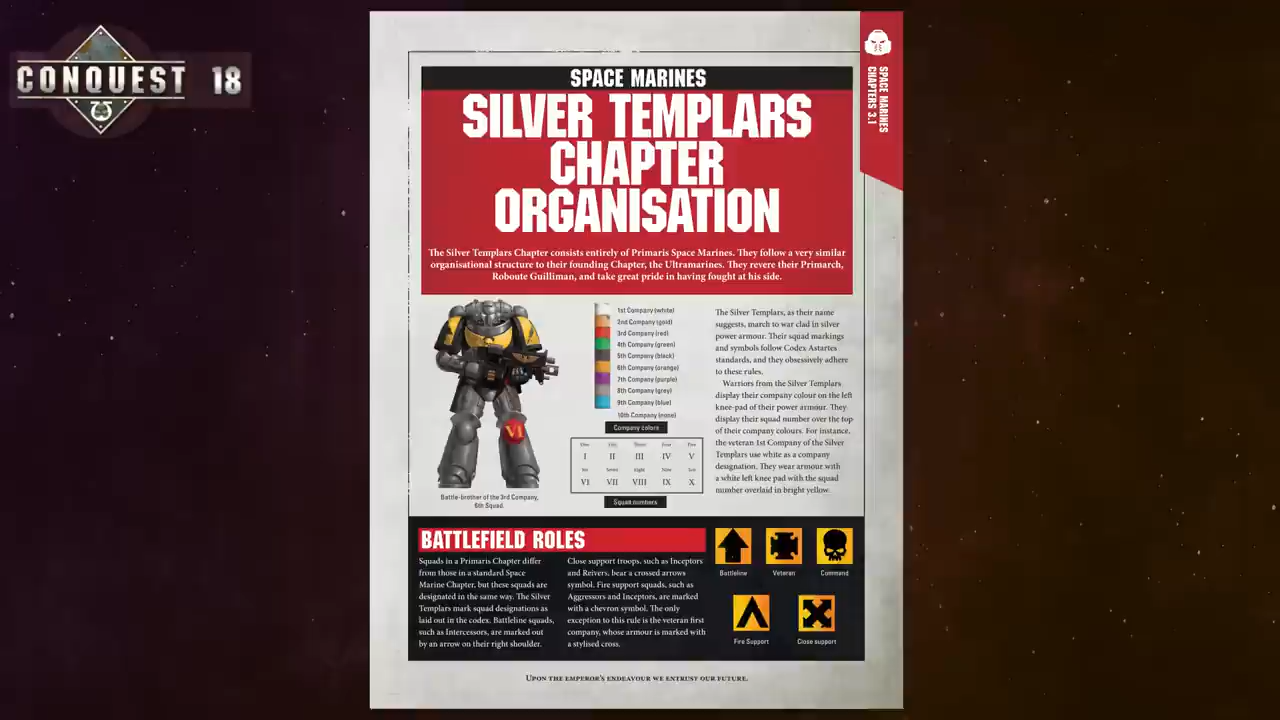 CONQUEST 18
SPACE MARINES
CHAPTERS 3.1
SPACE MARINES
SILVER TEMPLARS
CHAPTER
ORGANISATION
The Silver Templars Chapter consists entirely of Primaris Space Marines. They follow a very similar
organisational structure to their founding Chapter, the Ultramarines. They revere their Primarch,
Roboute Guilliman, and take great pride in having fought at his side.
VI
Battle-brother of the 3rd Company,
6th Squad.
1st Company (white)
2nd Company (gold)
3rd Company (red)
4th Company (green)
5th Company (black)
6th Company (orange)
7th Company (purple)
8th Company (grey)
9th Company (blue)
10th Company (none)
Company colors
One Two Three Four Five
I II III IV V
Six Seven Eight Nine Ten
VI VII VIII IX X
Squad numbers
The Silver Templars, as their name
suggests, march to war clad in silver
power armour. Their squad markings
and symbols follow Codex Astartes
standards, and they obsessively adhere
to these rules.
Warriors from the Silver Templars
display their company colour on the left
knee-pad of their power armour. They
display their squad number over the top
of their company colours. For instance,
the veteran 1st Company of the Silver
Templars use white as a company
designation. They wear armour with
a white left knee pad with the squad
number overlaid in bright yellow.
BATTLEFIELD ROLES
Squads in a Primaris Chapter differ
from those in a standard Space
Marine Chapter, but these squads are
designated in the same way. The Silver
Templars mark squad designations as
laid out in the codex. Battleline squads,
such as Intercessors, are marked out
by an arrow on their right shoulder.
Close support troops, such as Inceptors
and Reivers, bear a crossed arrows
symbol. Fire support squads, such as
Aggressors and Inceptors, are marked
with a chevron symbol. The only
exception to this rule is the veteran first
company, whose armour is marked with
a stylised cross.
Battleline
Veteran
Command
Fire Support
Close support
UPON THE EMPEROR'S ENDEAVOUR WE ENTRUST OUR FUTURE.